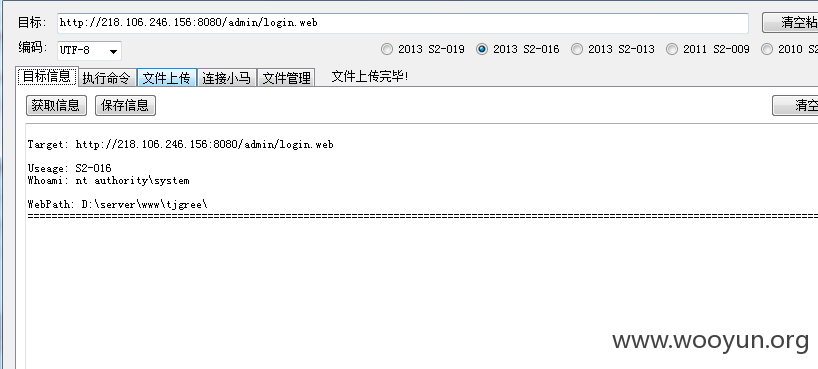 目标: http://218.106.246.156:8080/admin/login.web 清空粘
编码: UTF-8 2013 S2-019 2013 S2-016 2013 S2-013 2011 S2-009 2010 S2
目标信息 执行命令 文件上传 连接小马 文件管理 文件上传完毕!
获取信息 保存信息 清空
Target: http://218.106.246.156:8080/admin/login.web
Useage: S2-016
Whoami: nt authority\system
WebPath: D:\server\www\tjgree\
================================================================================
www.wooyun.org